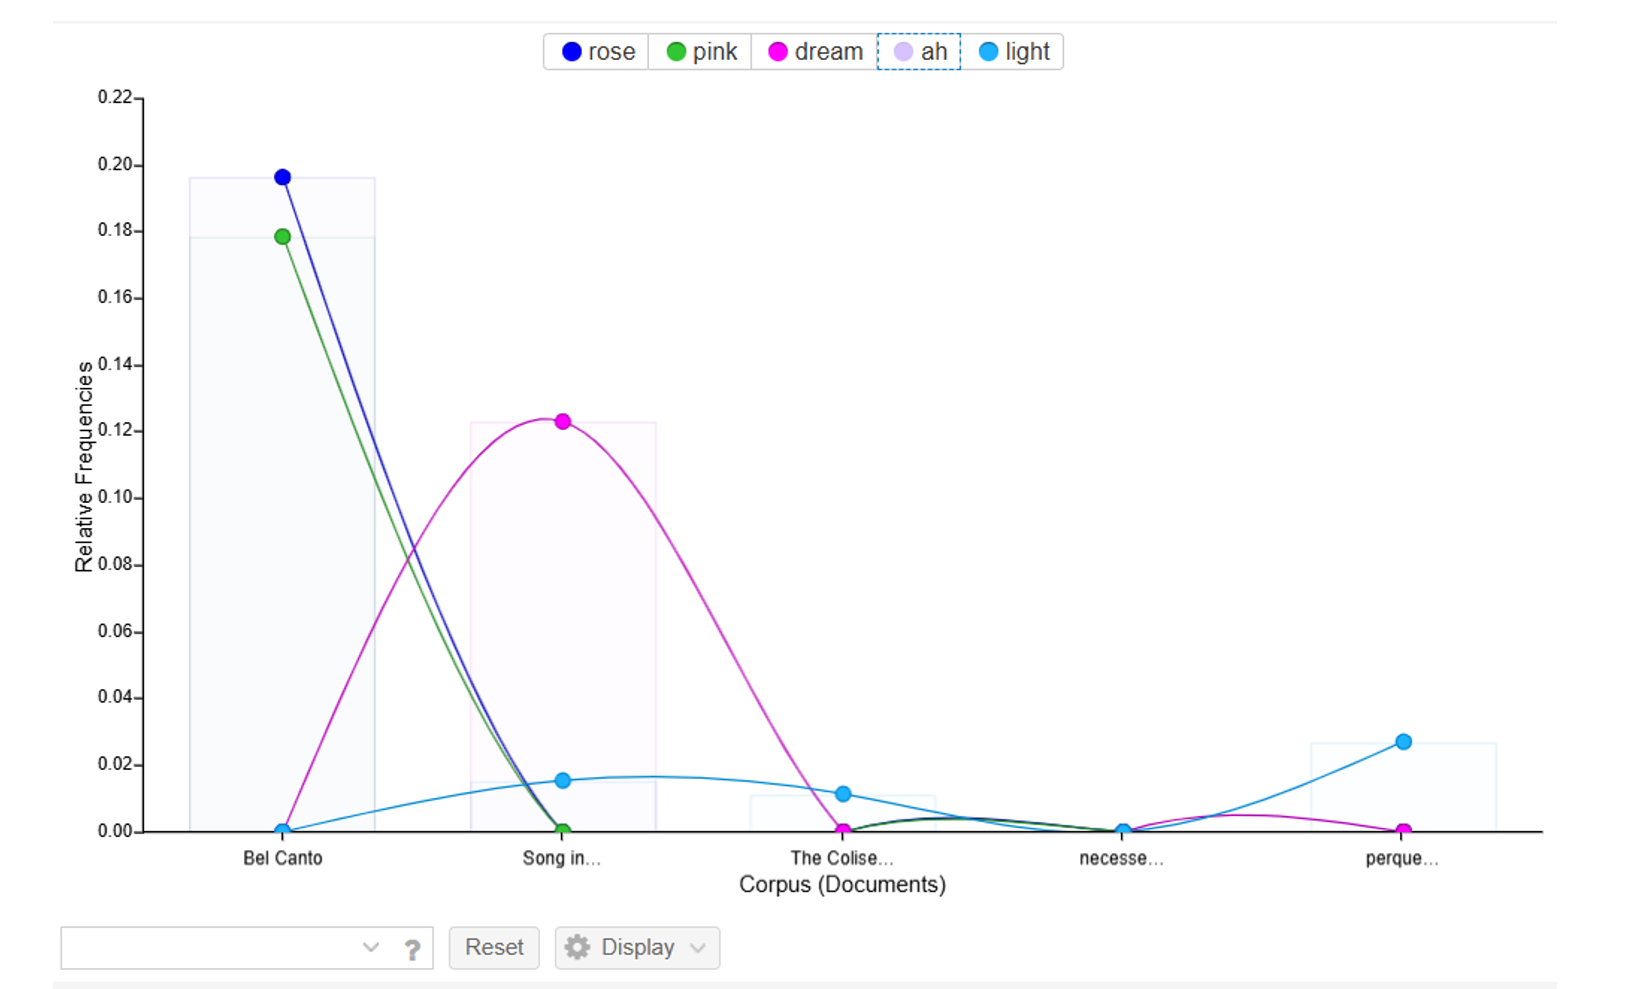 rose pink dream ah light
0.22
0.20
0.18
0.16
0.14
0.12
0.10
0.08
0.06
0.04
0.02
0.00
Relative Frequencies
Bel Canto Song in... The Colise... necesse... perque...
Corpus (Documents)
? Reset Display